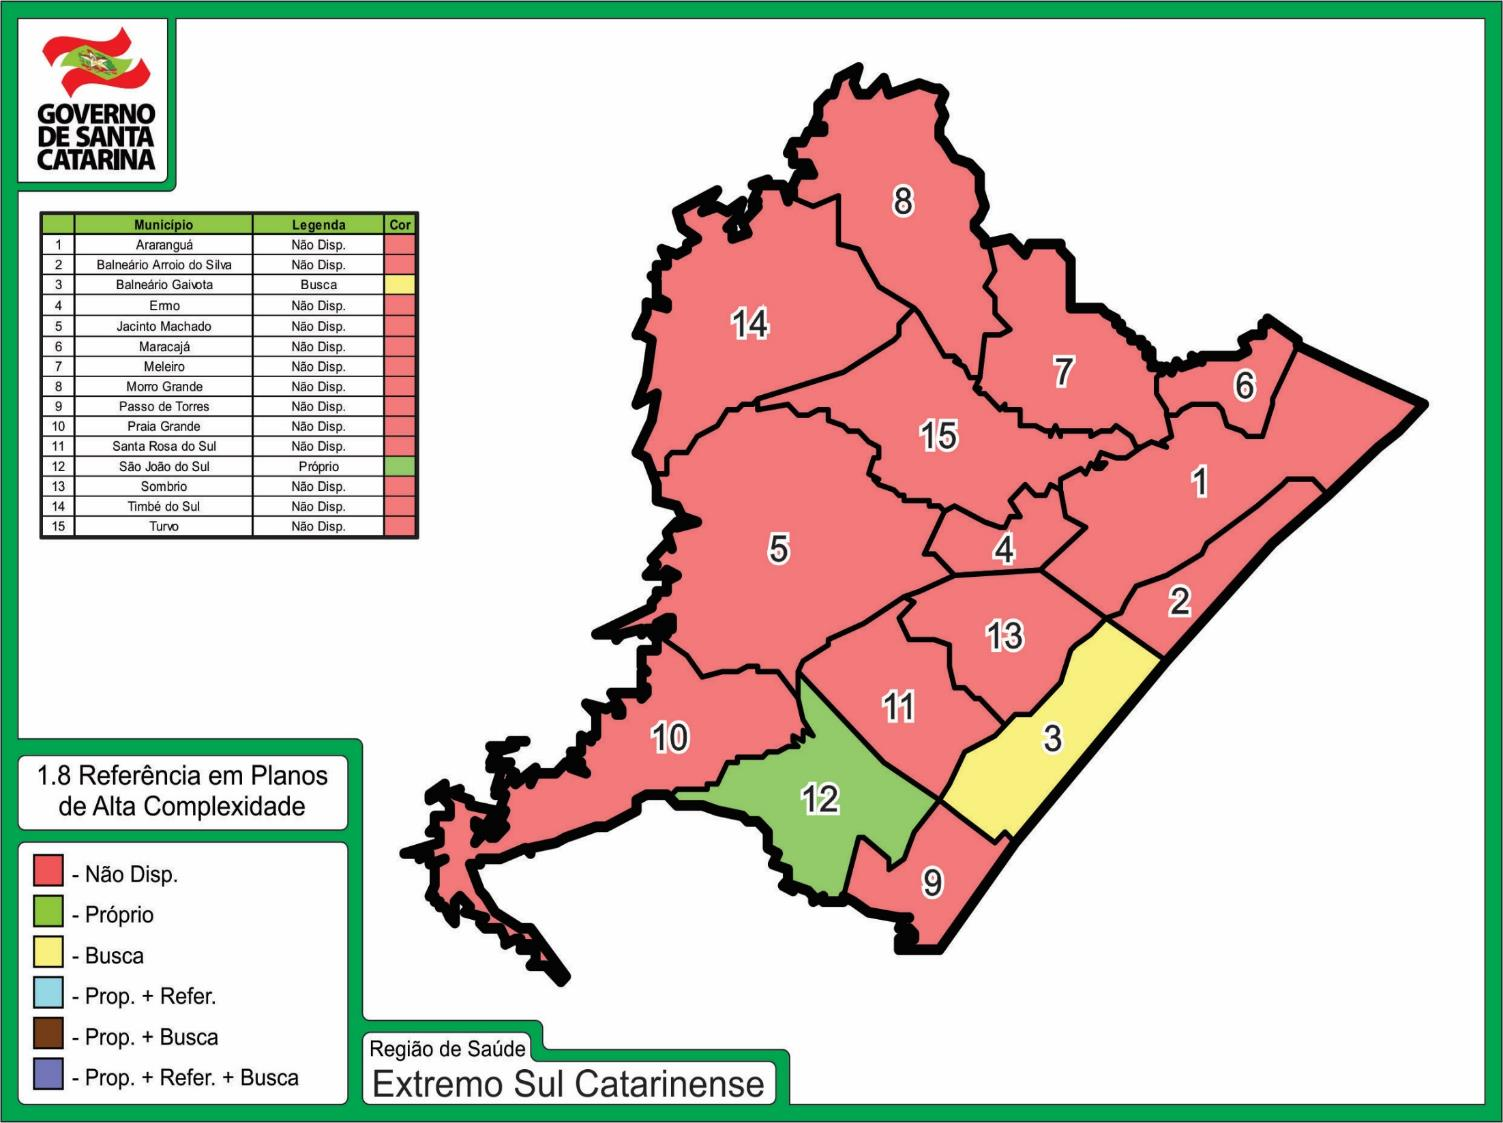 GOVERNO
DE SANTA
CATARINA
Município Legenda Cor
1 Araranguá Não Disp.
2 Balneário Arroio do Silva Não Disp.
3 Balneário Gaivota Busca
4 Ermo Não Disp.
5 Jacinto Machado Não Disp.
6 Maracajá Não Disp.
7 Meleiro Não Disp.
8 Morro Grande Não Disp.
9 Passo de Torres Não Disp.
10 Praia Grande Não Disp.
11 Santa Rosa do Sul Não Disp.
12 São João do Sul Próprio
13 Sombrio Não Disp.
14 Timbé do Sul Não Disp.
15 Turvo Não Disp.
8
14
7
6
15
1
5
4
2
13
11
10
3
12
9
1.8 Referência em Planos
de Alta Complexidade
- Não Disp.
- Próprio
- Busca
- Prop. + Refer.
- Prop. + Busca
- Prop. + Refer. + Busca
Região de Saúde
Extremo Sul Catarinense